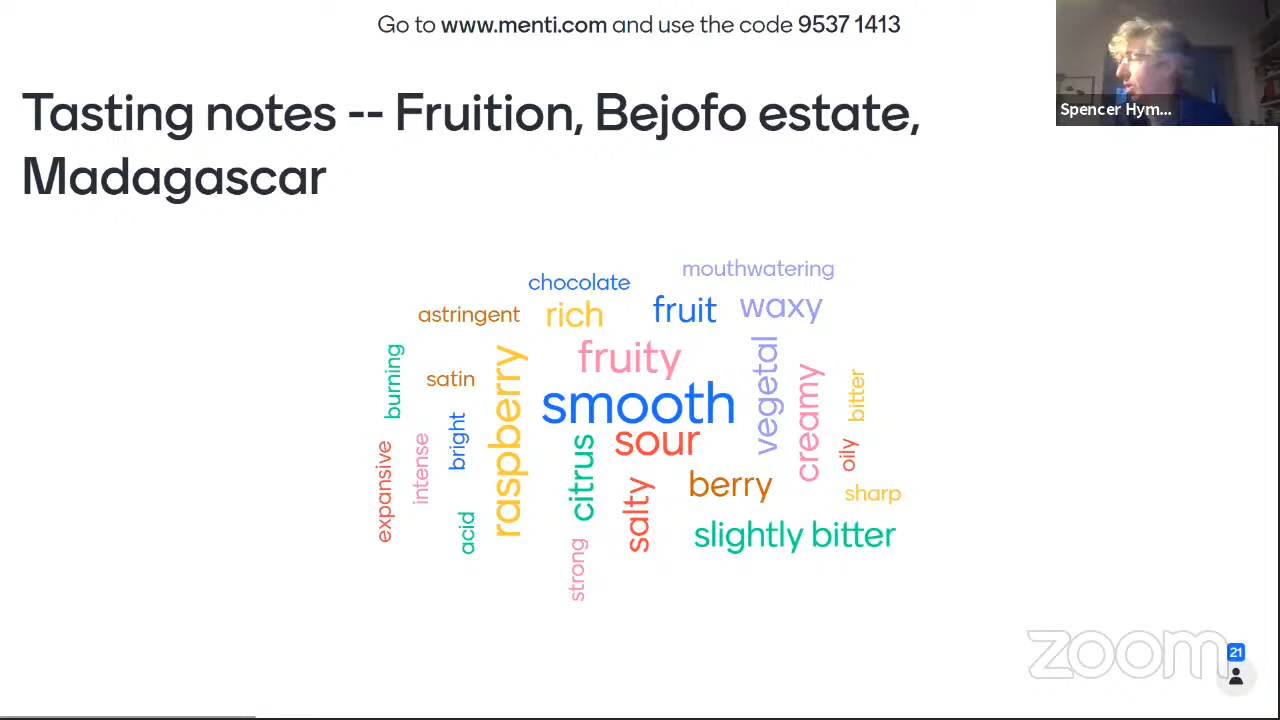 Go to www.menti.com and use the code 9537 1413
Spencer Hym...
Tasting notes -- Fruition, Bejofo estate,
Madagascar
mouthwatering
chocolate
astringent
rich
fruit
waxy
burning
satin
raspberry
fruity
vegetal
creamy
bitter
smooth
expansive
intense
bright
citrus
sour
oily
acid
salty
berry
sharp
strong
slightly bitter
zoom
21